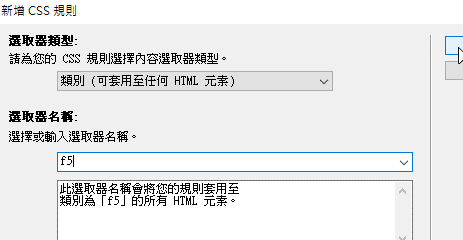 新增 CSS 規則
選取器類型:
請為您的 CSS 規則選擇內容選取器類型。
類別 (可套用至任何 HTML 元素)
選取器名稱:
選擇或輸入選取器名稱。
f5
此選取器名稱會將您的規則套用至
類別為「f5」的所有 HTML 元素。